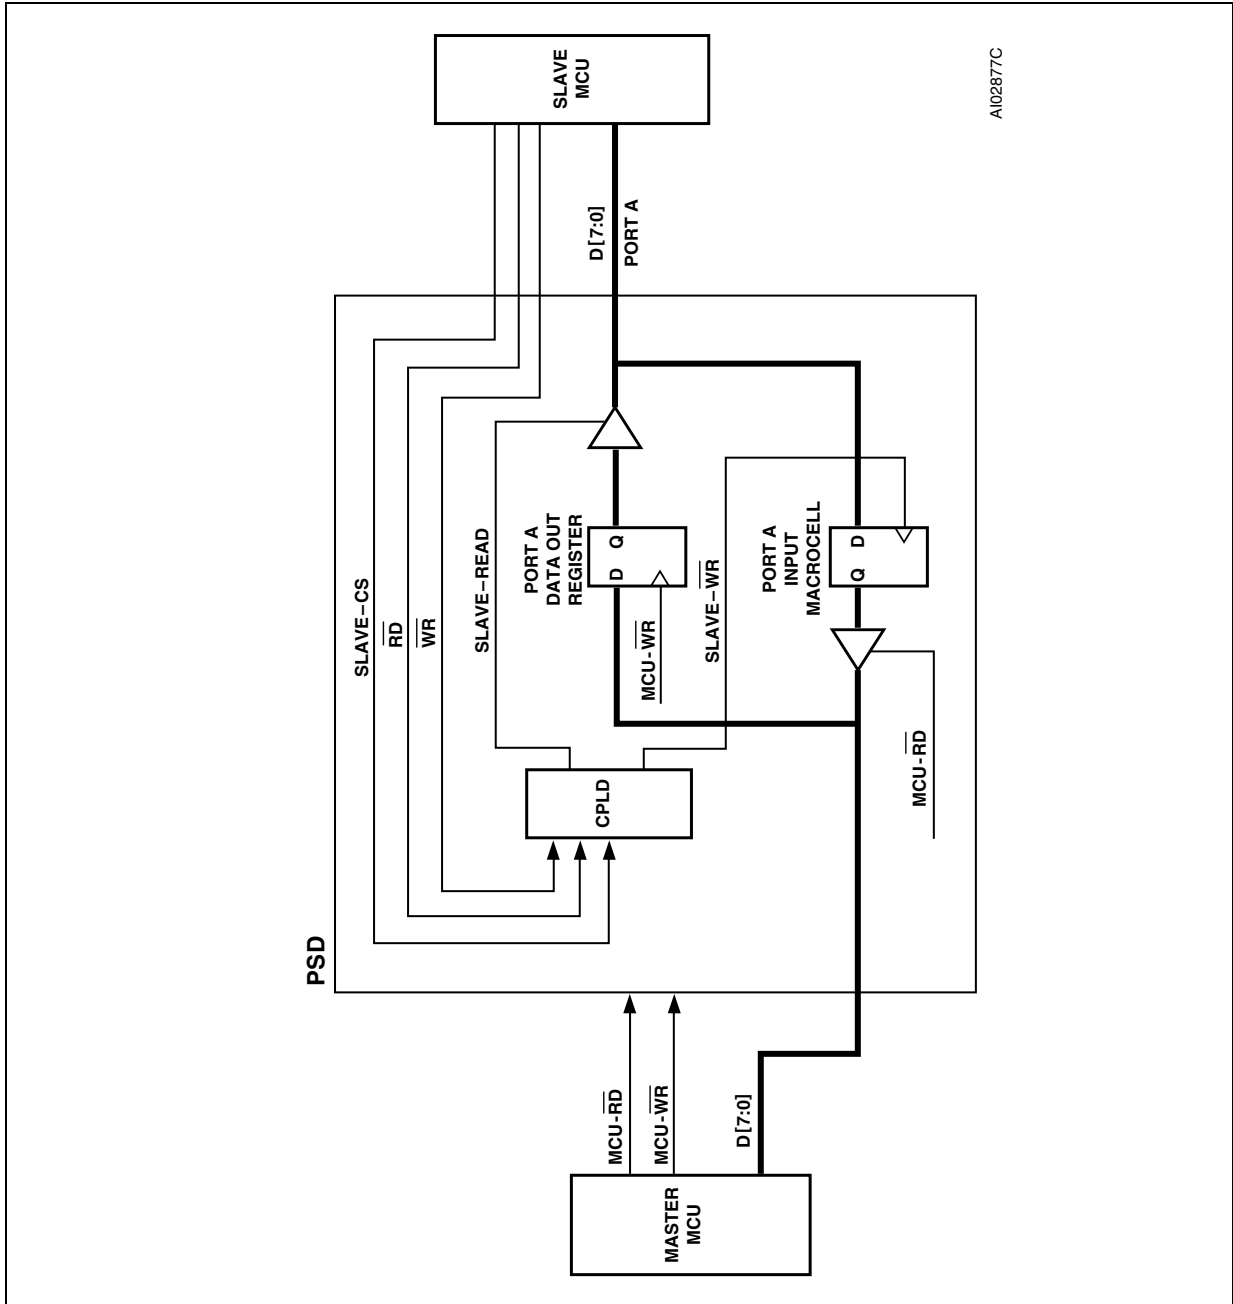 SLAVE
MCU
AI02877C
D[7:0]
PORT A
PSD
SLAVE–CS
RD
WR
SLAVE–READ
PORT A
DATA OUT
REGISTER
D Q
MCU-WR
SLAVE–WR
PORT A
INPUT
MACROCELL
Q D
MCU-RD
CPLD
MCU-RD
MCU-WR
D[7:0]
MASTER
MCU